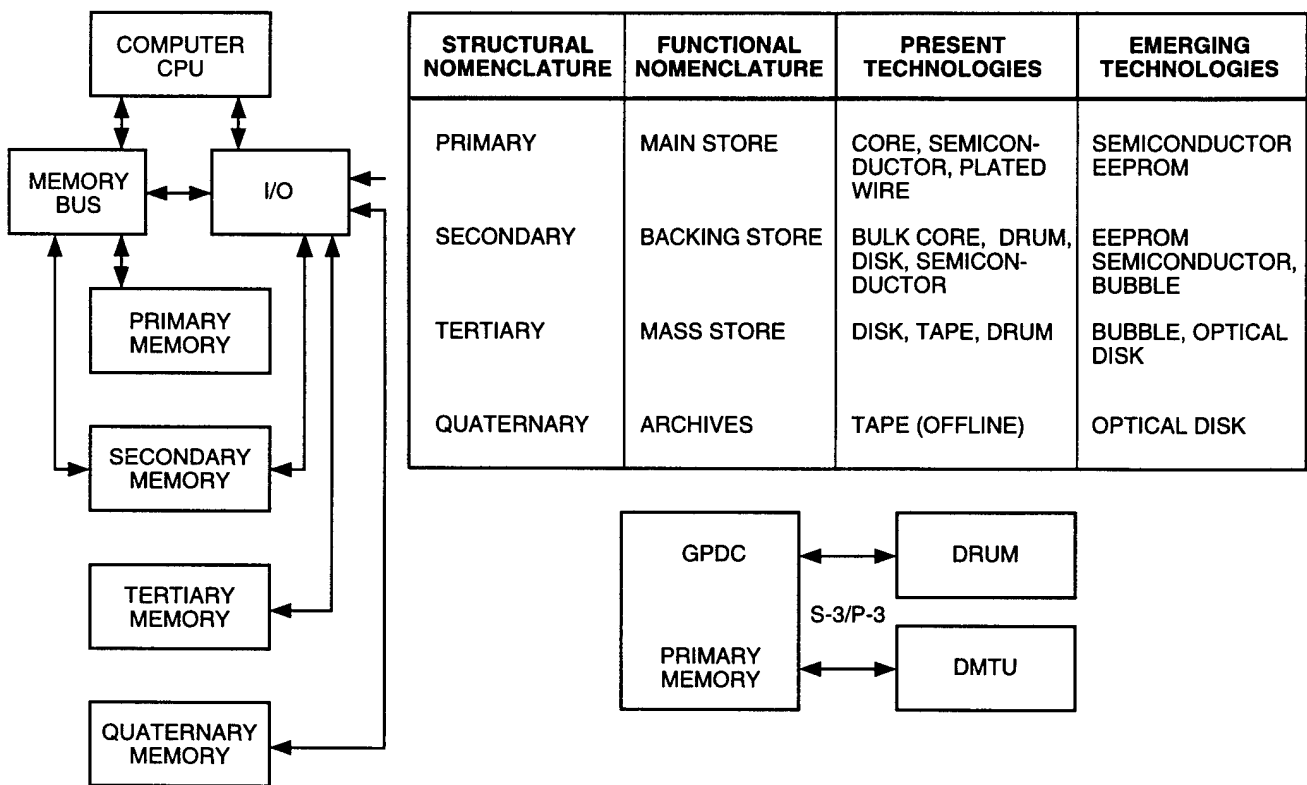 COMPUTER
CPU
MEMORY
BUS
I/O
PRIMARY
MEMORY
SECONDARY
MEMORY
TERTIARY
MEMORY
QUATERNARY
MEMORY
STRUCTURAL
NOMENCLATURE
FUNCTIONAL
NOMENCLATURE
PRESENT
TECHNOLOGIES
EMERGING
TECHNOLOGIES
PRIMARY
MAIN STORE
CORE, SEMICON-
DUCTOR, PLATED
WIRE
SEMICONDUCTOR
EEPROM
SECONDARY
BACKING STORE
BULK CORE, DRUM,
DISK, SEMICON-
DUCTOR
EEPROM
SEMICONDUCTOR,
BUBBLE
TERTIARY
MASS STORE
DISK, TAPE, DRUM
BUBBLE, OPTICAL
DISK
QUATERNARY
ARCHIVES
TAPE (OFFLINE)
OPTICAL DISK
GPDC
PRIMARY
MEMORY
S-3/P-3
DRUM
DMTU